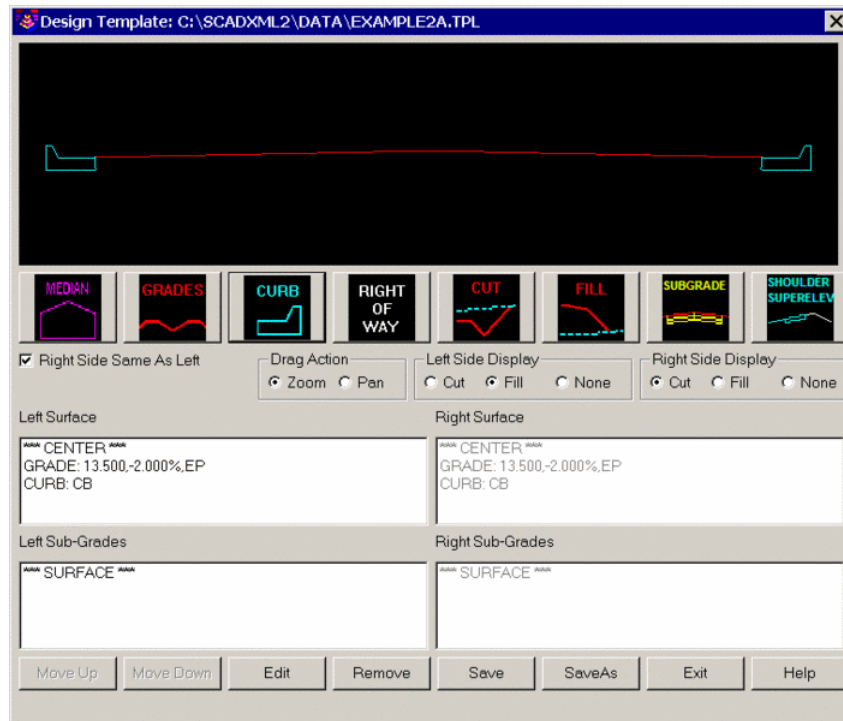 Design Template: C:\SCADXML2\DATA\EXAMPLE2A.TPL
MEDIAN
GRADES
CURB
RIGHT
OF
WAY
CUT
FILL
SUBGRADE
SHOULDER
SUPERELEV
Right Side Same As Left
Drag Action
Zoom Pan
Left Side Display
Cut Fill None
Right Side Display
Cut Fill None
Left Surface
*** CENTER ***
GRADE: 13.500,-2.000%,EP
CURB: CB
Right Surface
*** CENTER ***
GRADE: 13.500,-2.000%,EP
CURB: CB
Left Sub-Grades
*** SURFACE ***
Right Sub-Grades
*** SURFACE ***
Move Up Move Down Edit Remove Save SaveAs Exit Help